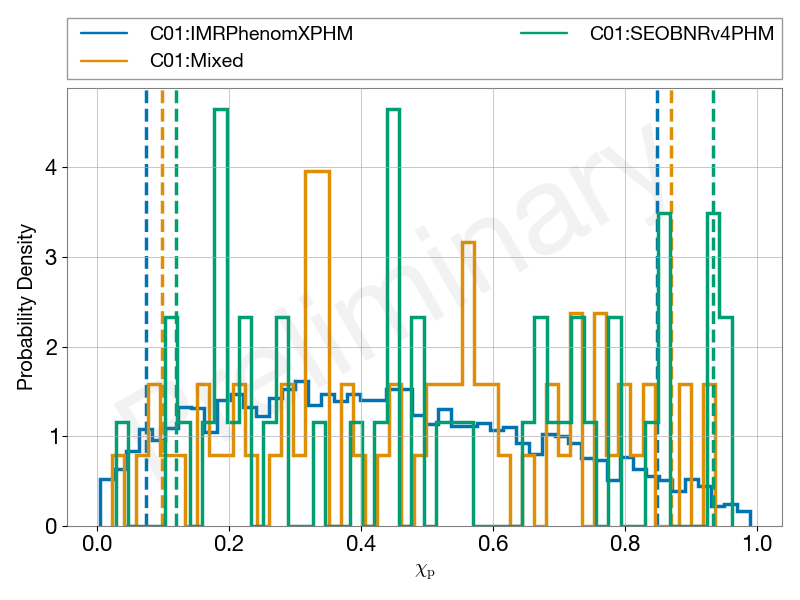 C01:IMRPhenomXPHM
C01:Mixed
C01:SEOBNRv4PHM
Preliminary
Probability Density
4
3
2
1
0
0.0 0.2 0.4 0.6 0.8 1.0
χp